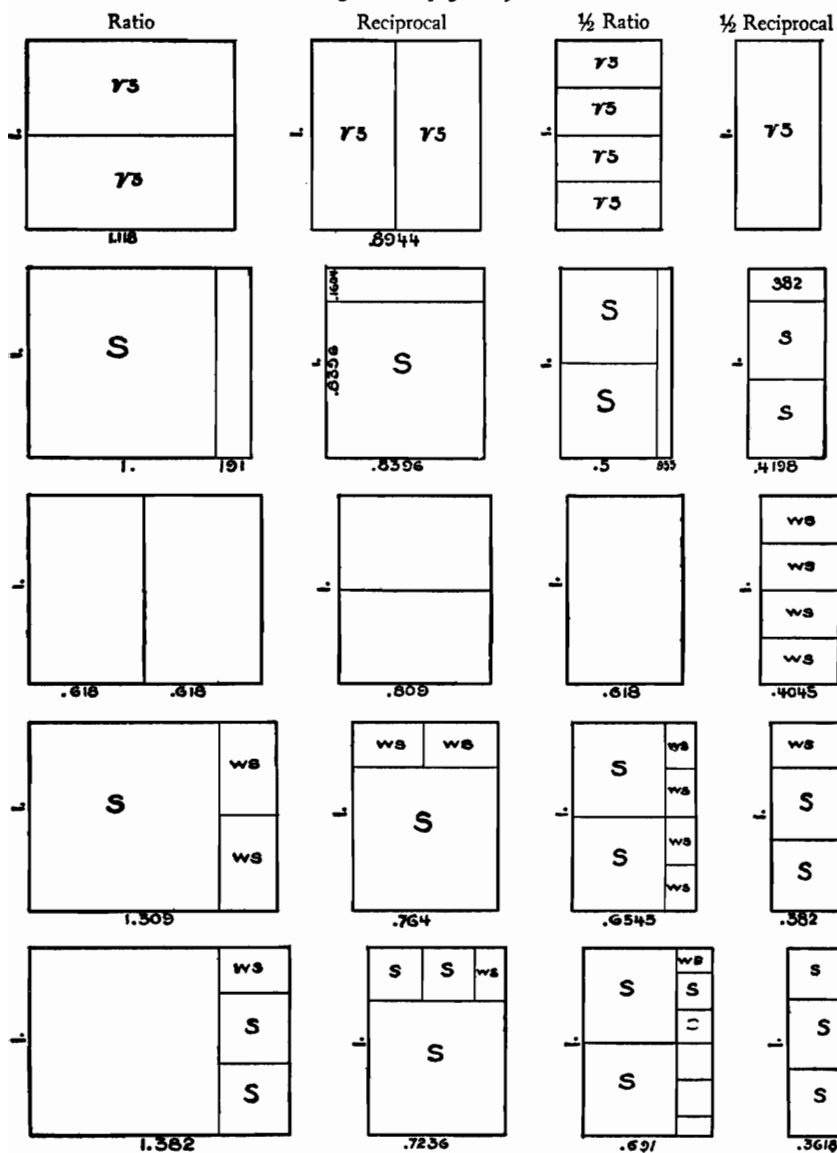 Ratio Reciprocal ½ Ratio ½ Reciprocal
r5
r5
1.
1.118
r5 r5
1.
.8944
r5
r5
r5
r5
1.
r5
1.
S
1.
1. 191
.1604
.8396
S
1.
.8396
S
S
1.
.5
382
S
S
1.
.4198
1.
.618 .618
1.
.809
1.
.618
ws
ws
ws
ws
1.
.4045
S
ws
ws
1.
1.309
ws ws
S
1.
.764
S
S
ws
ws
ws
ws
1.
.6545
ws
S
S
1.
.382
ws
S
S
1.
1.382
S S ws
S
1.
.7236
S
S
ws
S
1.
.691
S
S
S
1.
.3618